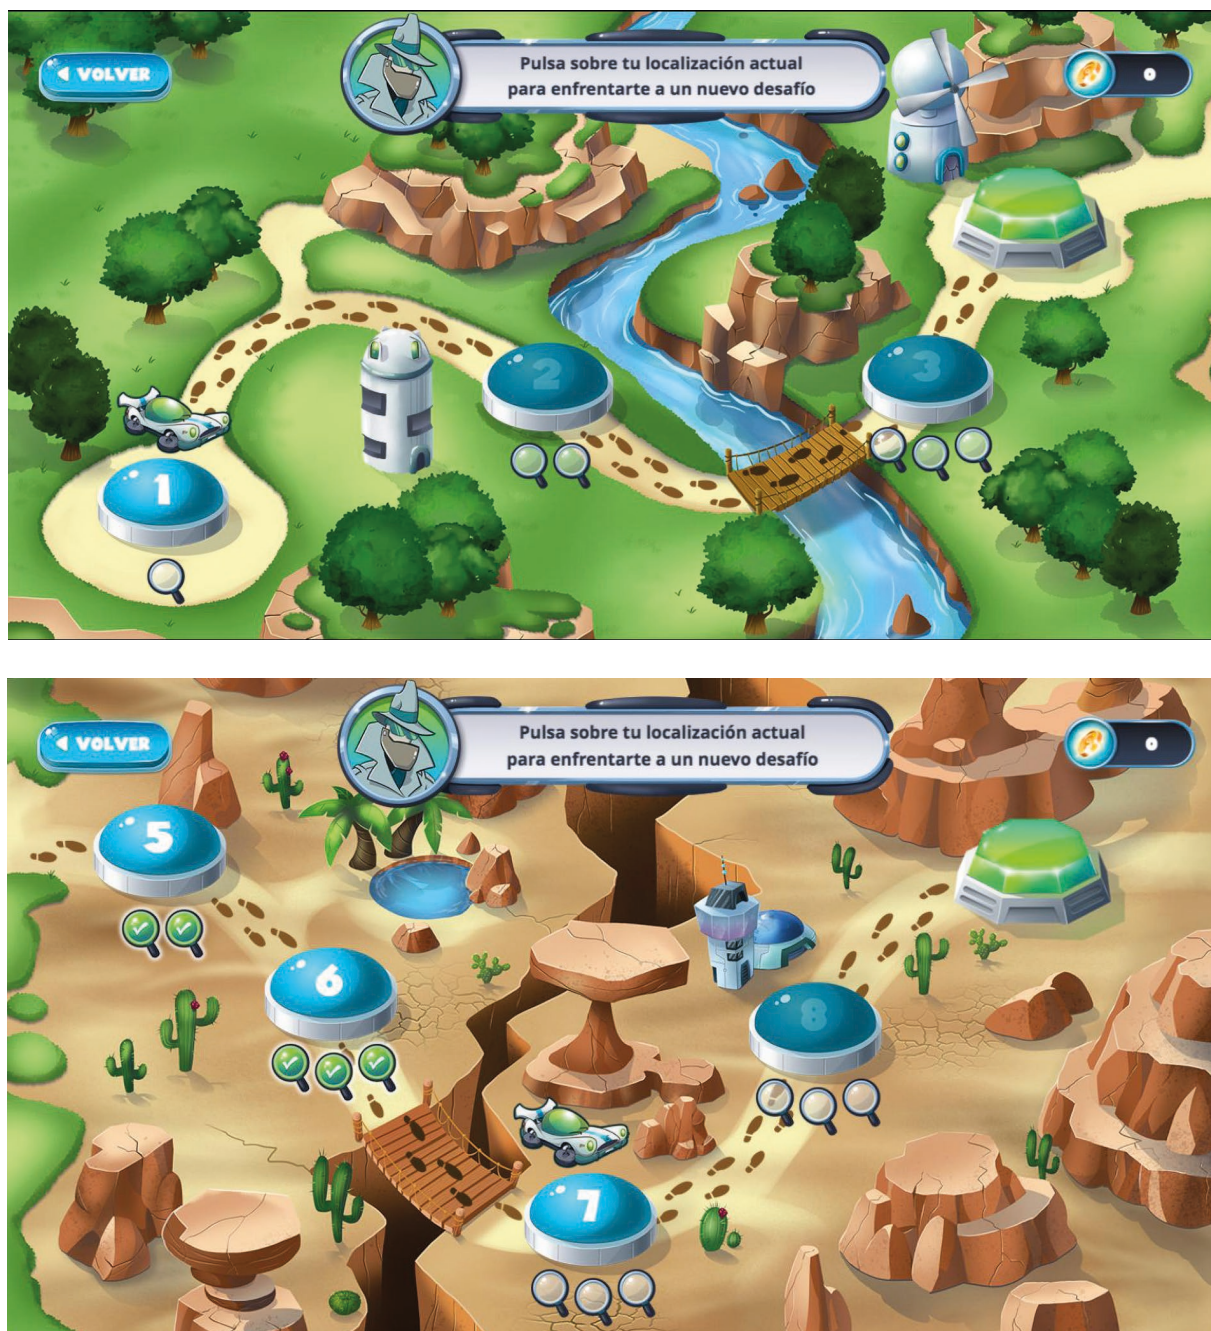 VOLVER
Pulsa sobre tu localización actual
para enfrentarte a un nuevo desafío
0
2
3
1
VOLVER
Pulsa sobre tu localización actual
para enfrentarte a un nuevo desafío
0
5
6
8
7